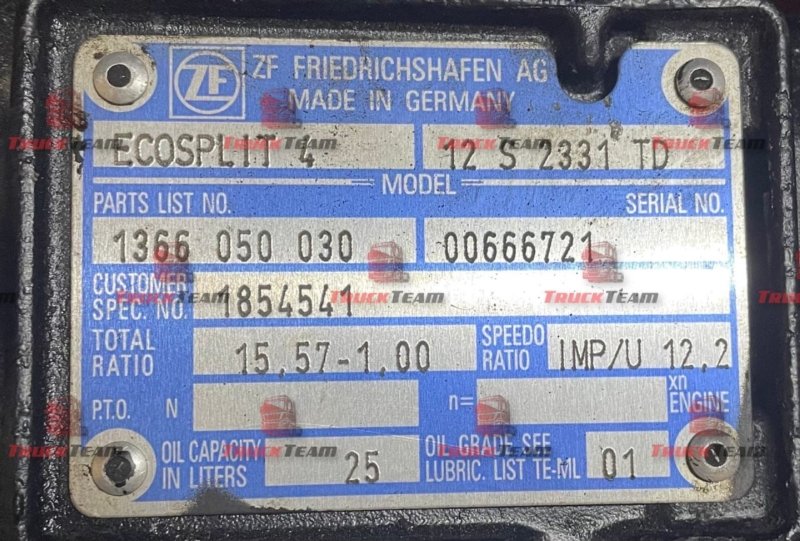 ZF
ZF FRIEDRICHSHAFEN AG
MADE IN GERMANY
ECOSPLIT 4 12 S 2331 TD
MODEL
PARTS LIST NO. SERIAL NO.
1366 050 030 00666721
CUSTOMER
SPEC. NO. 1854541
TOTAL
RATIO 15,57-1,00 SPEEDO
RATIO IMP/U 12,2
P.T.O. N n= xn
ENGINE
OIL CAPACITY
IN LITERS 25 OIL GRADE SEE
LUBRIC. LIST TE-ML 01
TRUCKTEAM